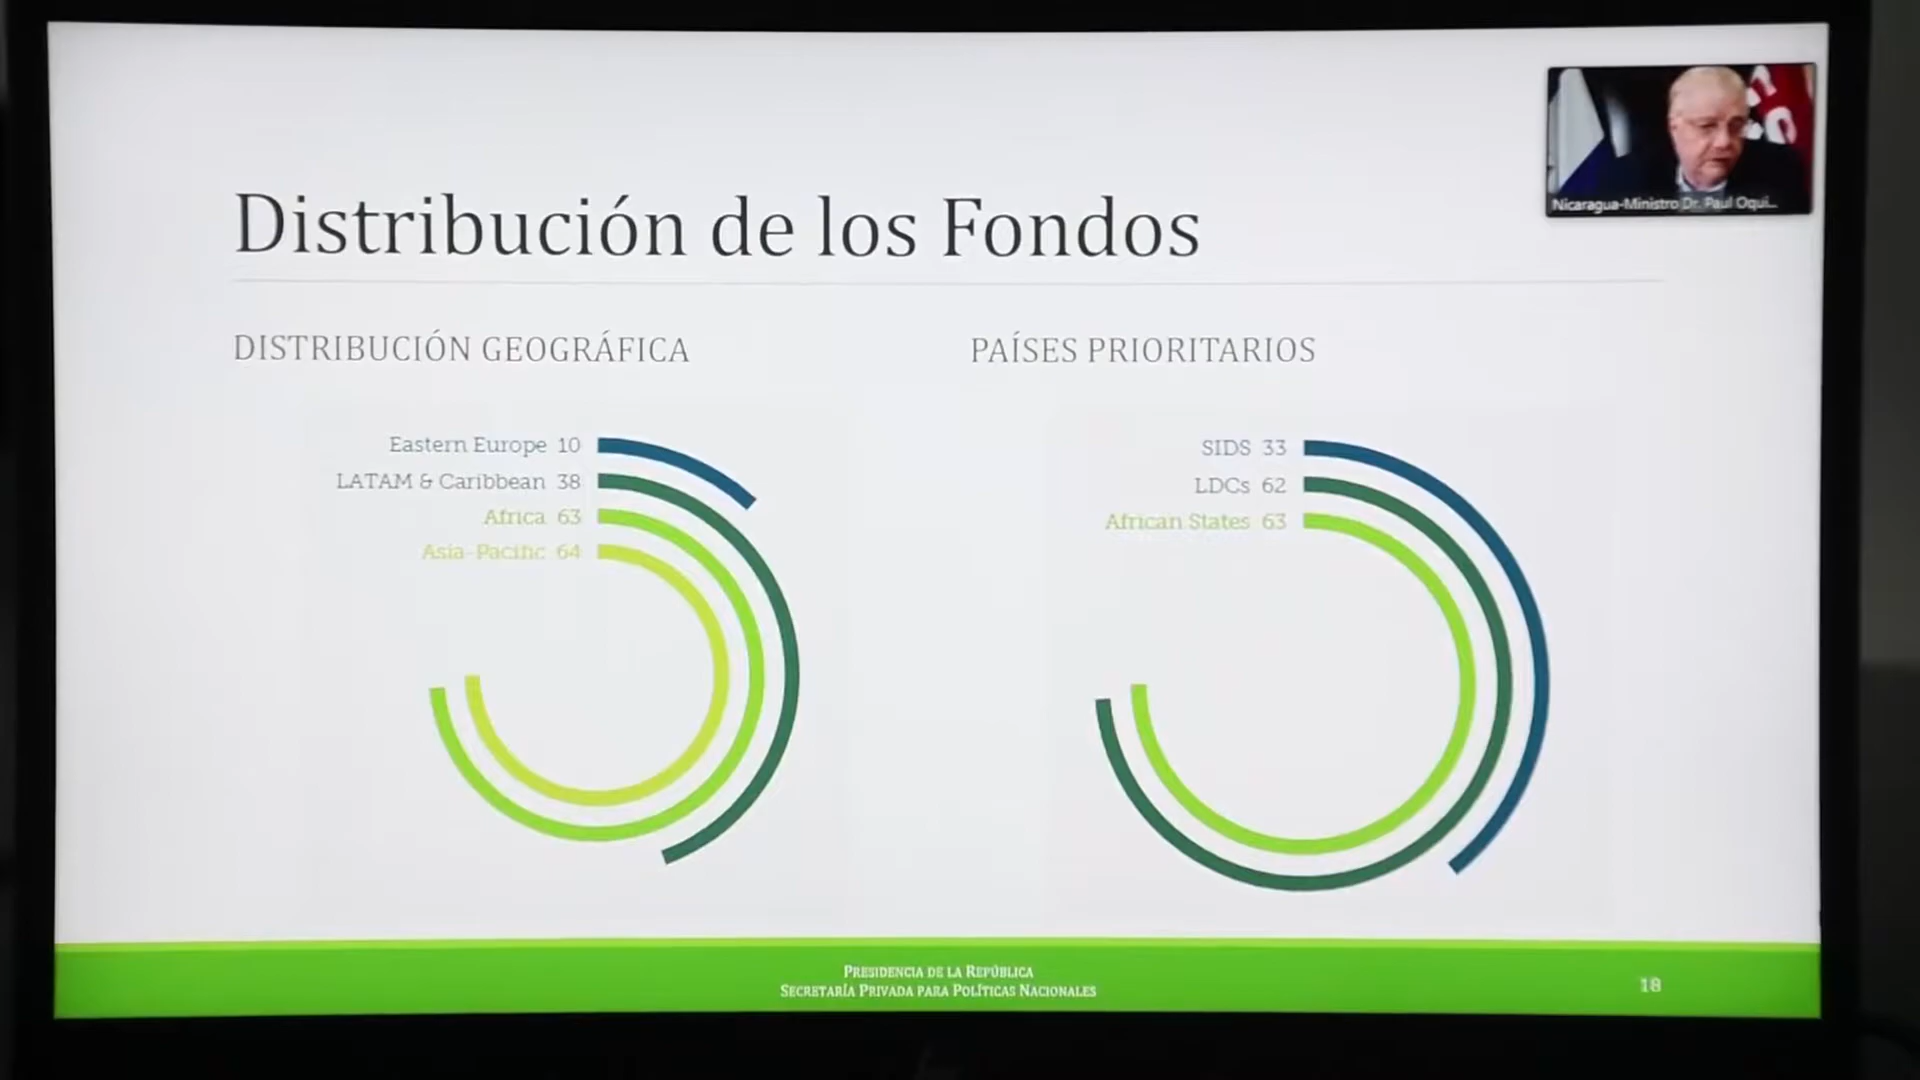 Nicaragua-Ministro Dr. Paul Oqui...
Distribución de los Fondos
DISTRIBUCIÓN GEOGRÁFICA
Eastern Europe 10
LATAM & Caribbean 38
Africa 63
Asia-Pacific 64
PAÍSES PRIORITARIOS
SIDS 33
LDCs 62
African States 63
PRESIDENCIA DE LA REPÚBLICA
SECRETARÍA PRIVADA PARA POLÍTICAS NACIONALES
18